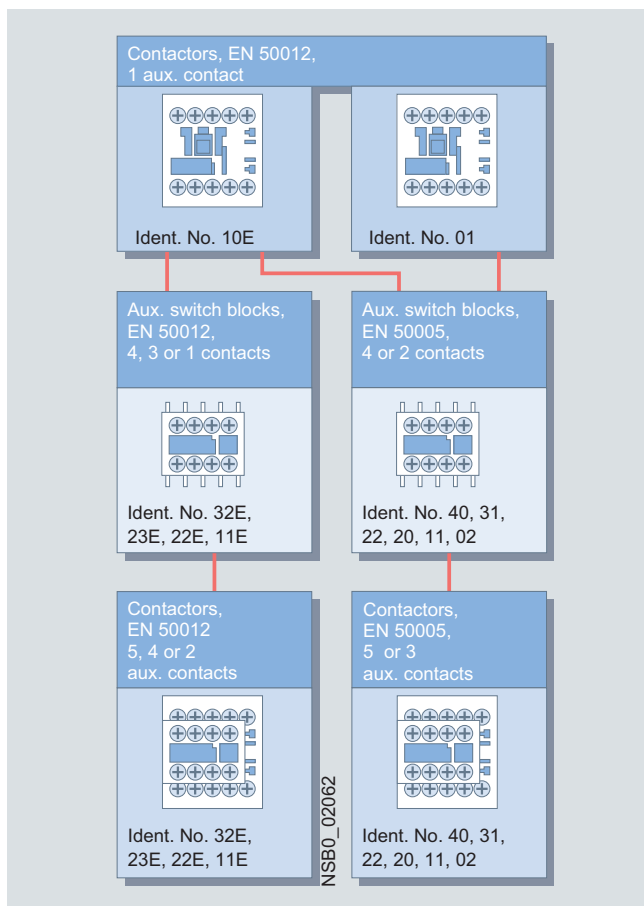 Contactors, EN 50012,
1 aux. contact
Ident. No. 10E
Ident. No. 01
Aux. switch blocks,
EN 50012,
4, 3 or 1 contacts
Aux. switch blocks,
EN 50005,
4 or 2 contacts
Ident. No. 32E,
23E, 22E, 11E
Ident. No. 40, 31,
22, 20, 11, 02
Contactors,
EN 50012
5, 4 or 2
aux. contacts
Contactors,
EN 50005,
5 or 3
aux. contacts
Ident. No. 32E,
23E, 22E, 11E
Ident. No. 40, 31,
22, 20, 11, 02
NSB0_02062